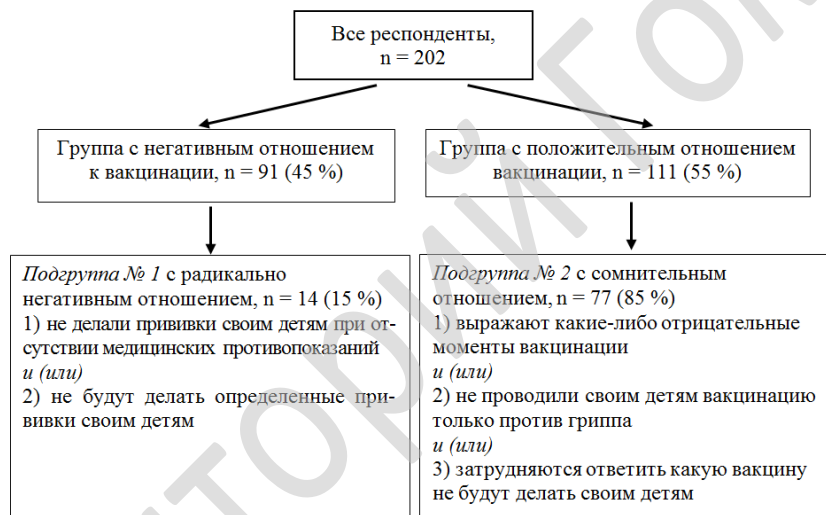 Все респонденты,
n = 202
Группа с негативным отношением
к вакцинации, n = 91 (45 %)
Группа с положительным отношением
вакцинации, n = 111 (55 %)
Подгруппа № 1 с радикально
негативным отношением, n = 14 (15 %)
1) не делали прививки своим детям при от-
сутствии медицинских противопоказаний
и (или)
2) не будут делать определенные при-
вивки своим детям
Подгруппа № 2 с сомнительным
отношением, n = 77 (85 %)
1) выражают какие-либо отрицательные
моменты вакцинации
и (или)
2) не проводили своим детям вакцинацию
только против гриппа
и (или)
3) затрудняются ответить какую вакцину
не будут делать своим детям